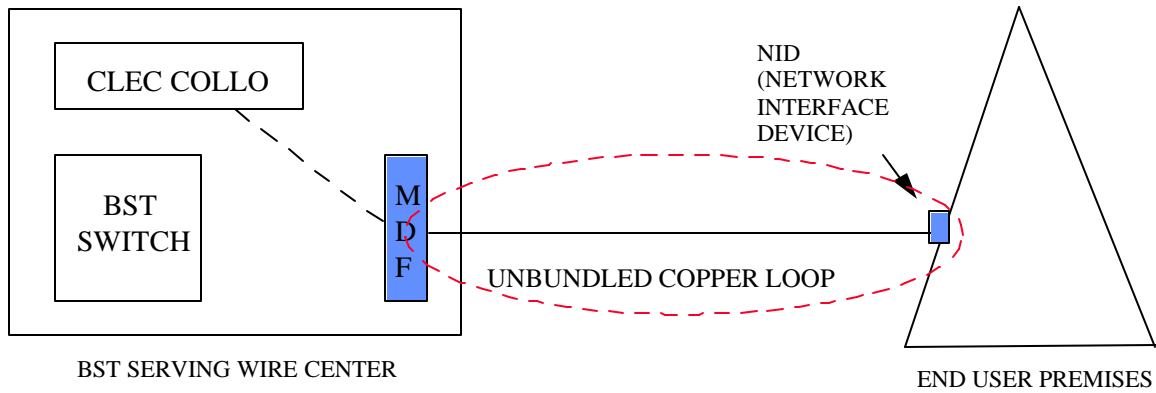 CLEC COLLO
BST
SWITCH
M
D
F
NID
(NETWORK
INTERFACE
DEVICE)
UNBUNDLED COPPER LOOP
BST SERVING WIRE CENTER
END USER PREMISES